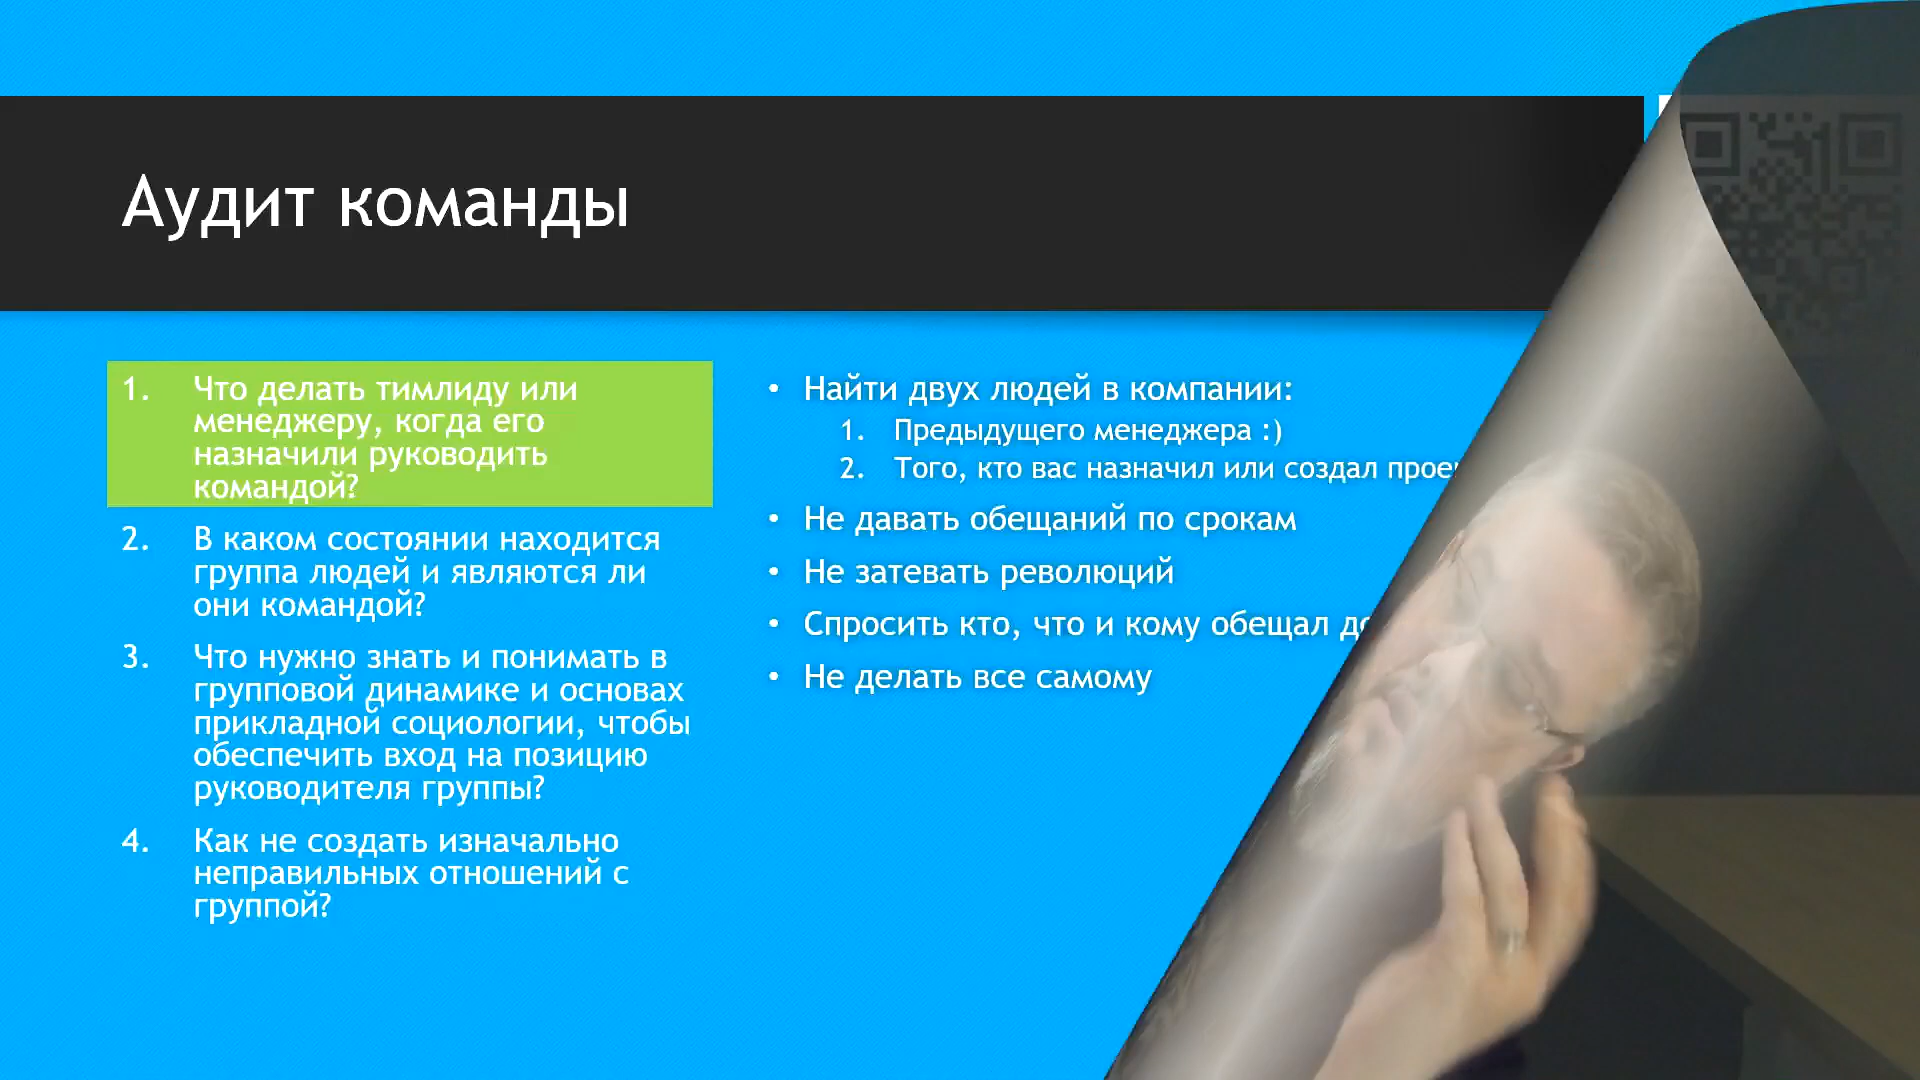 Аудит команды
1. Что делать тимлиду или
менеджеру, когда его
назначили руководить
командой?
2. В каком состоянии находится
группа людей и являются ли
они командой?
3. Что нужно знать и понимать в
групповой динамике и основах
прикладной социологии, чтобы
обеспечить вход на позицию
руководителя группы?
4. Как не создать изначально
неправильных отношений с
группой?
• Найти двух людей в компании:
1. Предыдущего менеджера :)
2. Того, кто вас назначил или создал
• Не давать обещаний по срокам
• Не затевать революций
• Спросить кто, что и кому обещал
• Не делать все самому